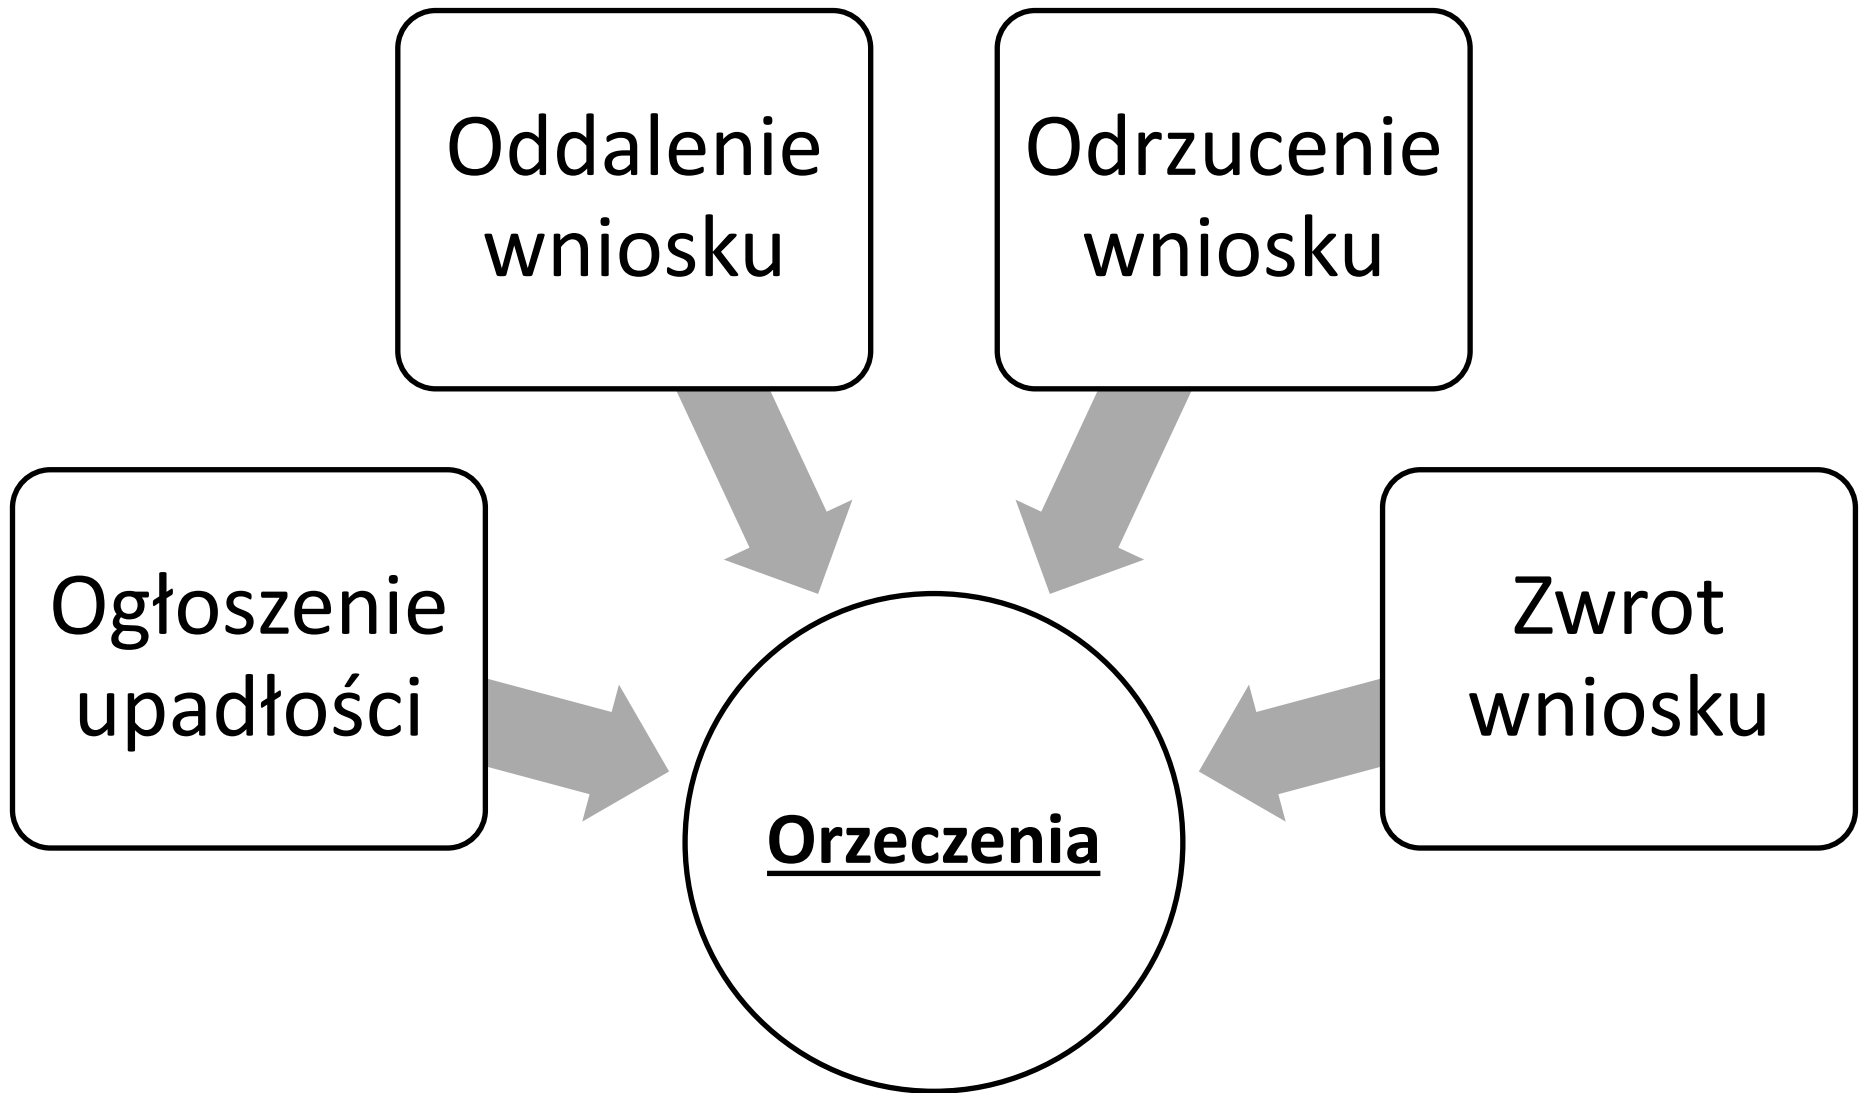 Oddalenie
wniosku
Odrzucenie
wniosku
Ogłoszenie
upadłości
Zwrot
wniosku
Orzeczenia